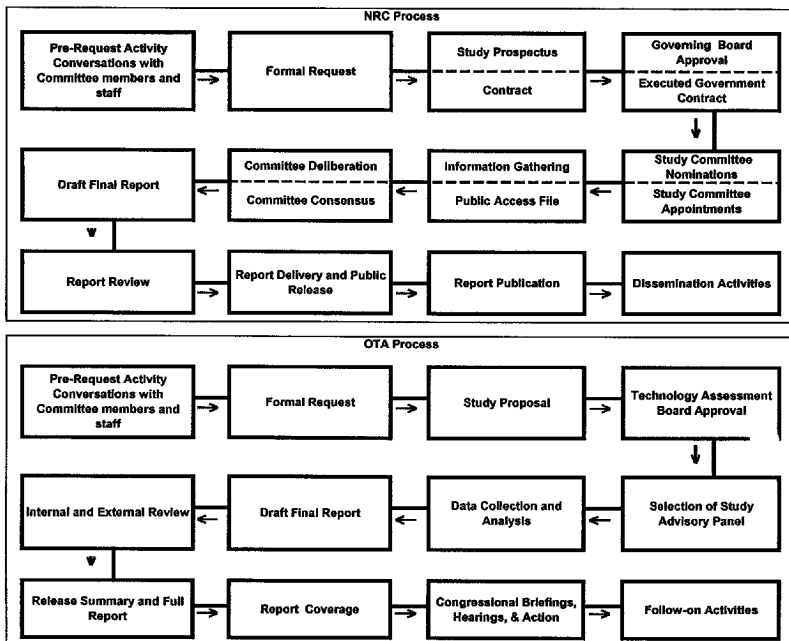 NRC Process
Pre-Request Activity
Conversations with
Committee members and
staff
Formal Request
Study Prospectus
Contract
Governing Board
Approval
Executed Government
Contract
Study Committee
Nominations
Study Committee
Appointments
Information Gathering
Public Access File
Committee Deliberation
Committee Consensus
Draft Final Report
Report Review
Report Delivery and Public
Release
Report Publication
Dissemination Activities
OTA Process
Pre-Request Activity
Conversations with
Committee members and
staff
Formal Request
Study Proposal
Technology Assessment
Board Approval
Selection of Study
Advisory Panel
Data Collection and
Analysis
Draft Final Report
Internal and External Review
Release Summary and Full
Report
Report Coverage
Congressional Briefings,
Hearings, & Action
Follow-on Activities